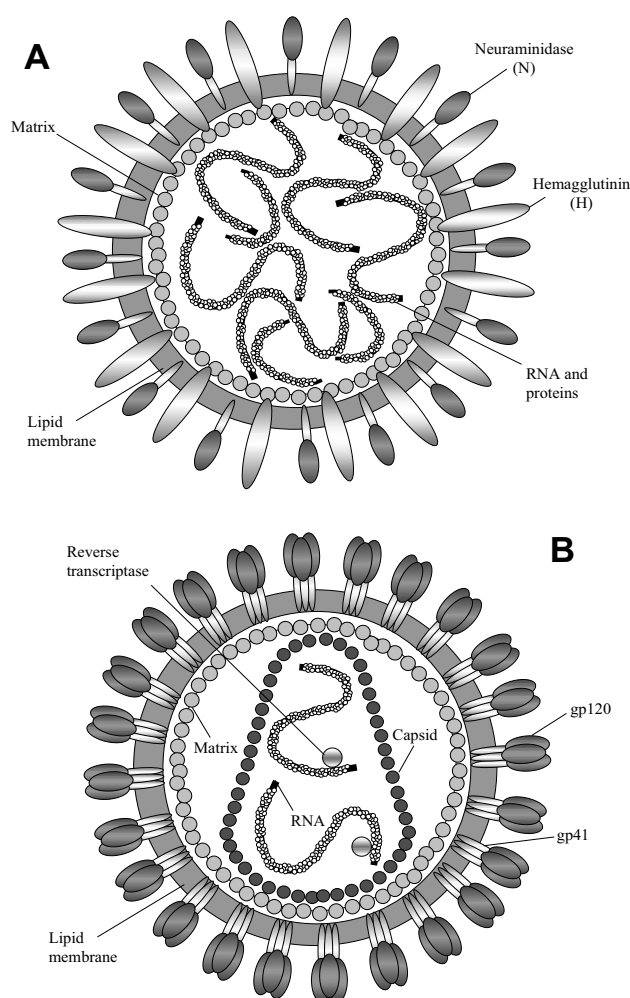 A
Neuraminidase
(N)
Matrix
Hemagglutinin
(H)
RNA and
proteins
Lipid
membrane
B
Reverse
transcriptase
gp120
Matrix
Capsid
RNA
gp41
Lipid
membrane